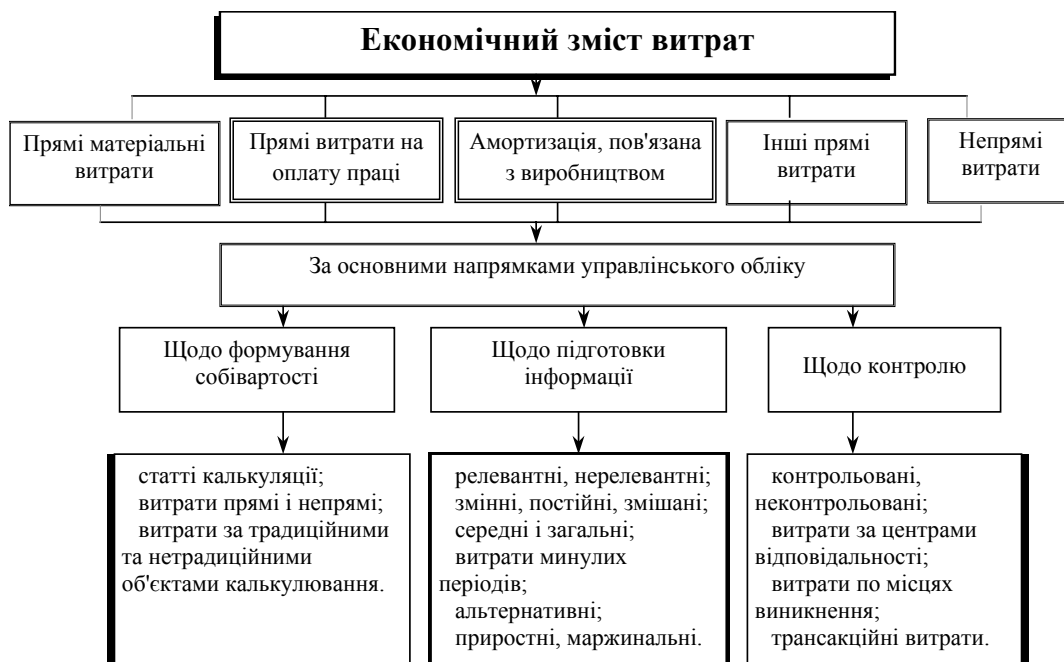 Економічний зміст витрат
Прямі матеріальні
витрати
Прямі витрати на
оплату праці
Амортизація, пов'язана
з виробництвом
Інші прямі
витрати
Непрямі
витрати
За основними напрямками управлінського обліку
Щодо формування
собівартості
Щодо підготовки
інформації
Щодо контролю
статті калькуляції;
витрати прямі і непрямі;
витрати за традиційними
та нетрадиційними
об'єктами калькулювання.
релевантні, нерелевантні;
змінні, постійні, змішані;
середні і загальні;
витрати минулих
періодів;
альтернативні;
приростні, маржинальні.
контрольовані,
неконтрольовані;
витрати за центрами
відповідальності;
витрати по місцях
виникнення;
трансакційні витрати.